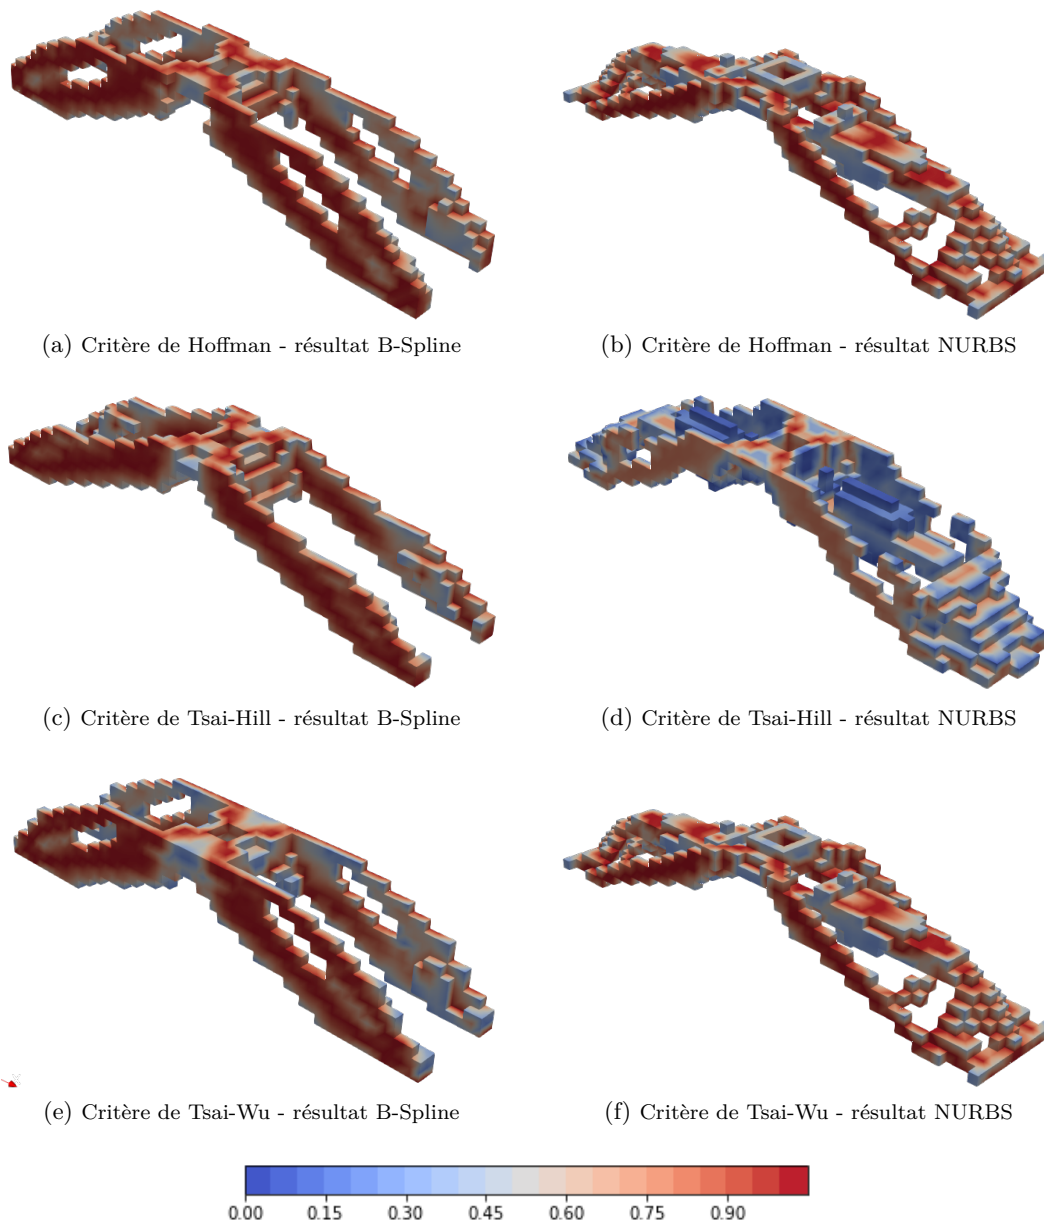 (a) Critère de Hoffman - résultat B-Spline
(b) Critère de Hoffman - résultat NURBS
(c) Critère de Tsai-Hill - résultat B-Spline
(d) Critère de Tsai-Hill - résultat NURBS
(e) Critère de Tsai-Wu - résultat B-Spline
(f) Critère de Tsai-Wu - résultat NURBS
0.00 0.15 0.30 0.45 0.60 0.75 0.90